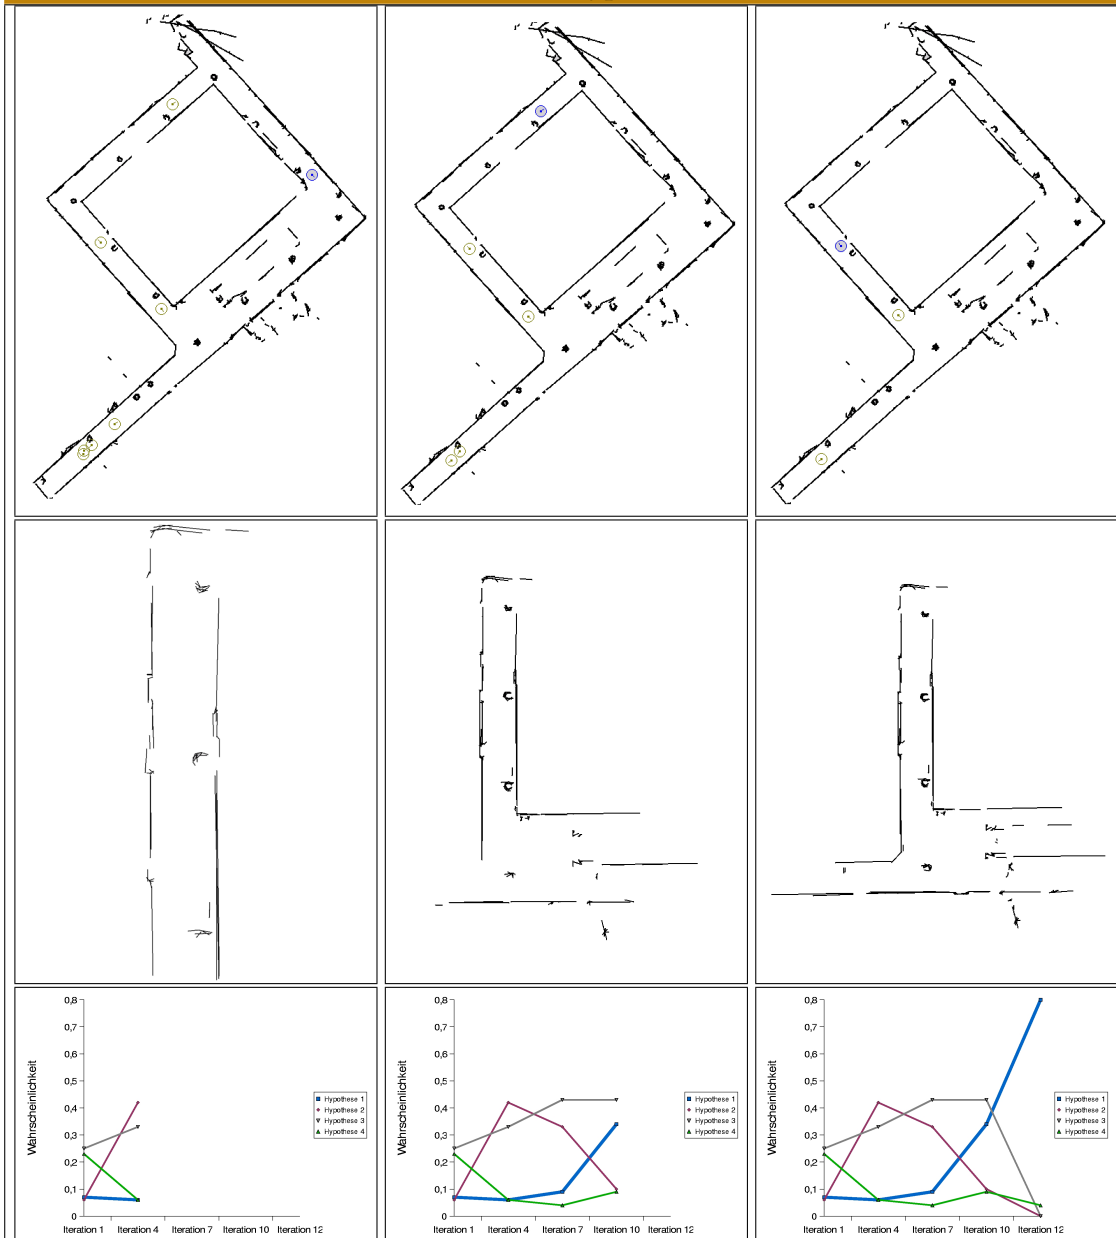 0,8
0,7
0,6
0,5
0,4
0,3
0,2
0,1
0
Wahrscheinlichkeit
Hypothese 1
Hypothese 2
Hypothese 3
Hypothese 4
Iteration 1 Iteration 4 Iteration 7 Iteration 10 Iteration 12
0,8
0,7
0,6
0,5
0,4
0,3
0,2
0,1
0
Wahrscheinlichkeit
Hypothese 1
Hypothese 2
Hypothese 3
Hypothese 4
Iteration 1 Iteration 4 Iteration 7 Iteration 10 Iteration 12
0,8
0,7
0,6
0,5
0,4
0,3
0,2
0,1
0
Wahrscheinlichkeit
Hypothese 1
Hypothese 2
Hypothese 3
Hypothese 4
Iteration 1 Iteration 4 Iteration 7 Iteration 10 Iteration 12